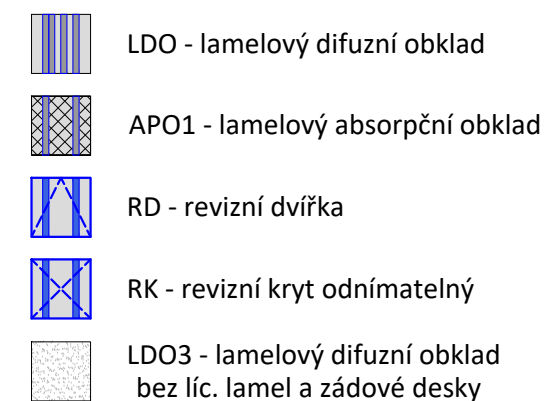 LDO - lamelový difuzní obklad
APO1 - lamelový absorpční obklad
RD - revizní dvířka
RK - revizní kryt odnímatelný
LDO3 - lamelový difuzní obklad
bez líc. lamel a zádové desky